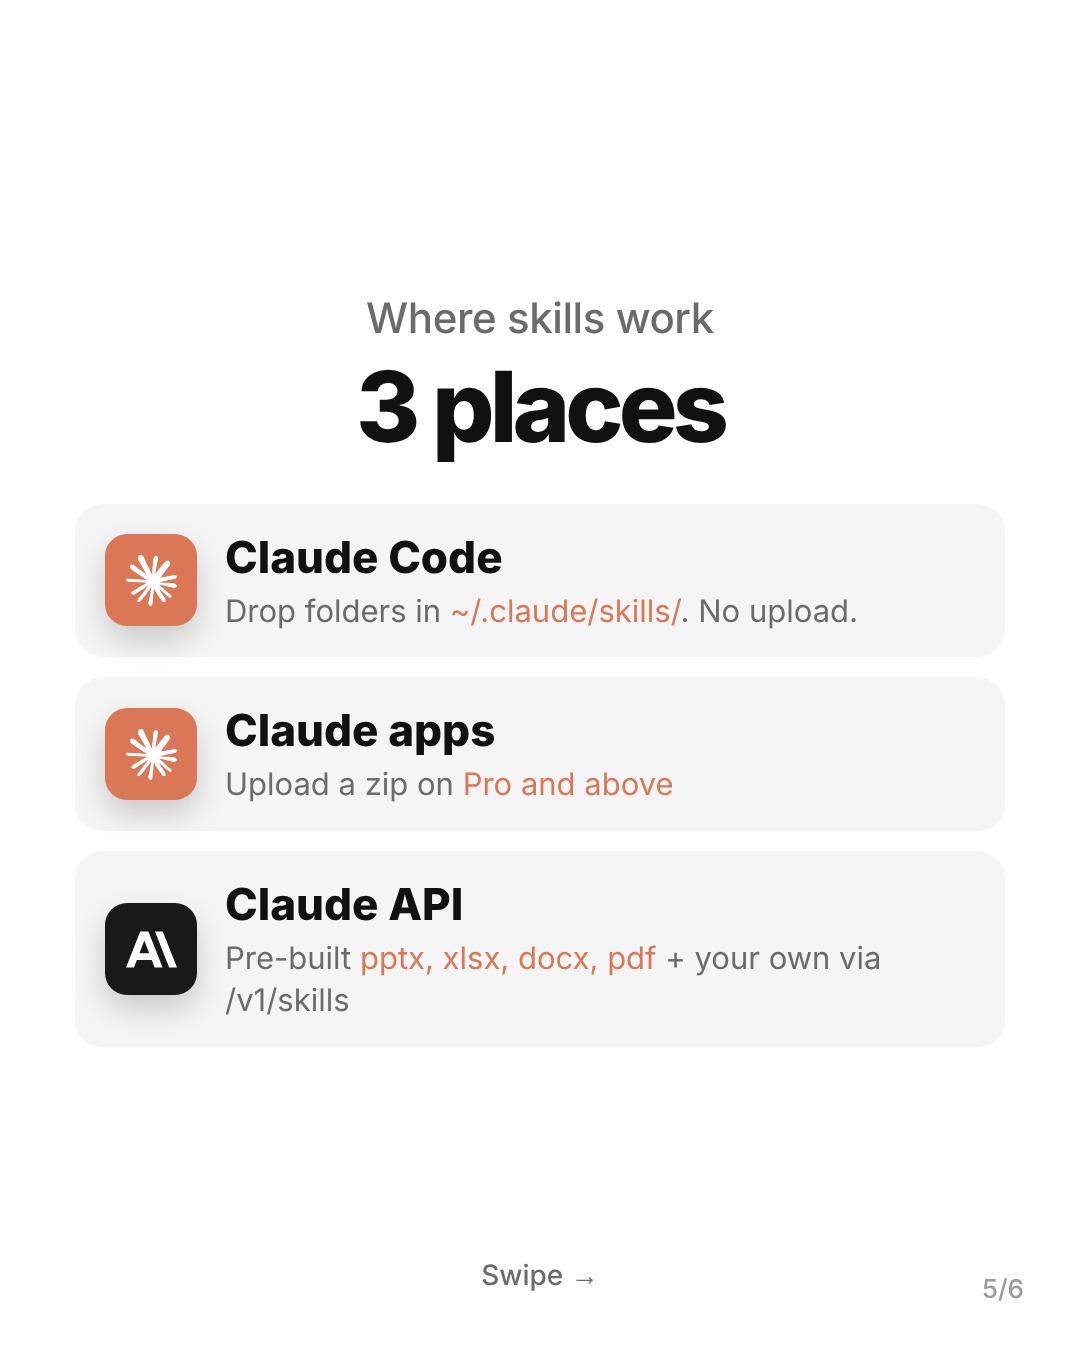 Where skills work
3 places
Claude Code
Drop folders in ~/.claude/skills/. No upload.
Claude apps
Upload a zip on Pro and above
Claude API
Pre-built pptx, xlsx, docx, pdf + your own via
/v1/skills
Swipe →
5/6